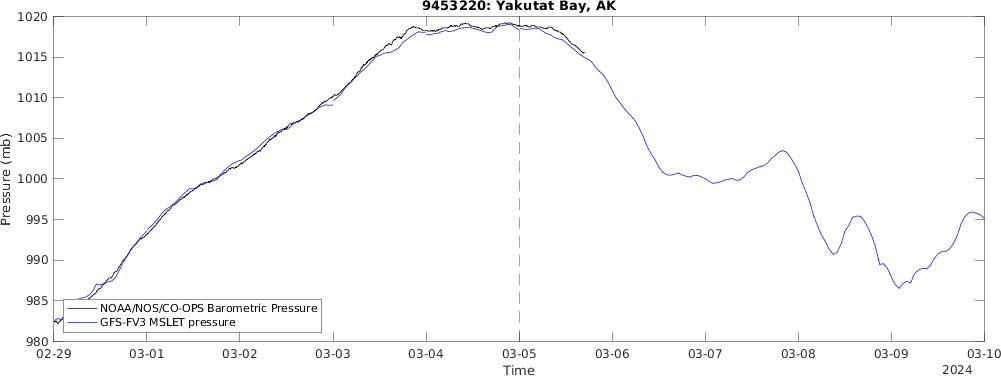 9453220: Yakutat Bay, AK
1020
1015
1010
1005
1000
995
990
985
980
Pressure (mb)
NOAA/NOS/CO-OPS Barometric Pressure
GFS-FV3 MSLET pressure
02-29 03-01 03-02 03-03 03-04 03-05 03-06 03-07 03-08 03-09 03-10
Time
2024